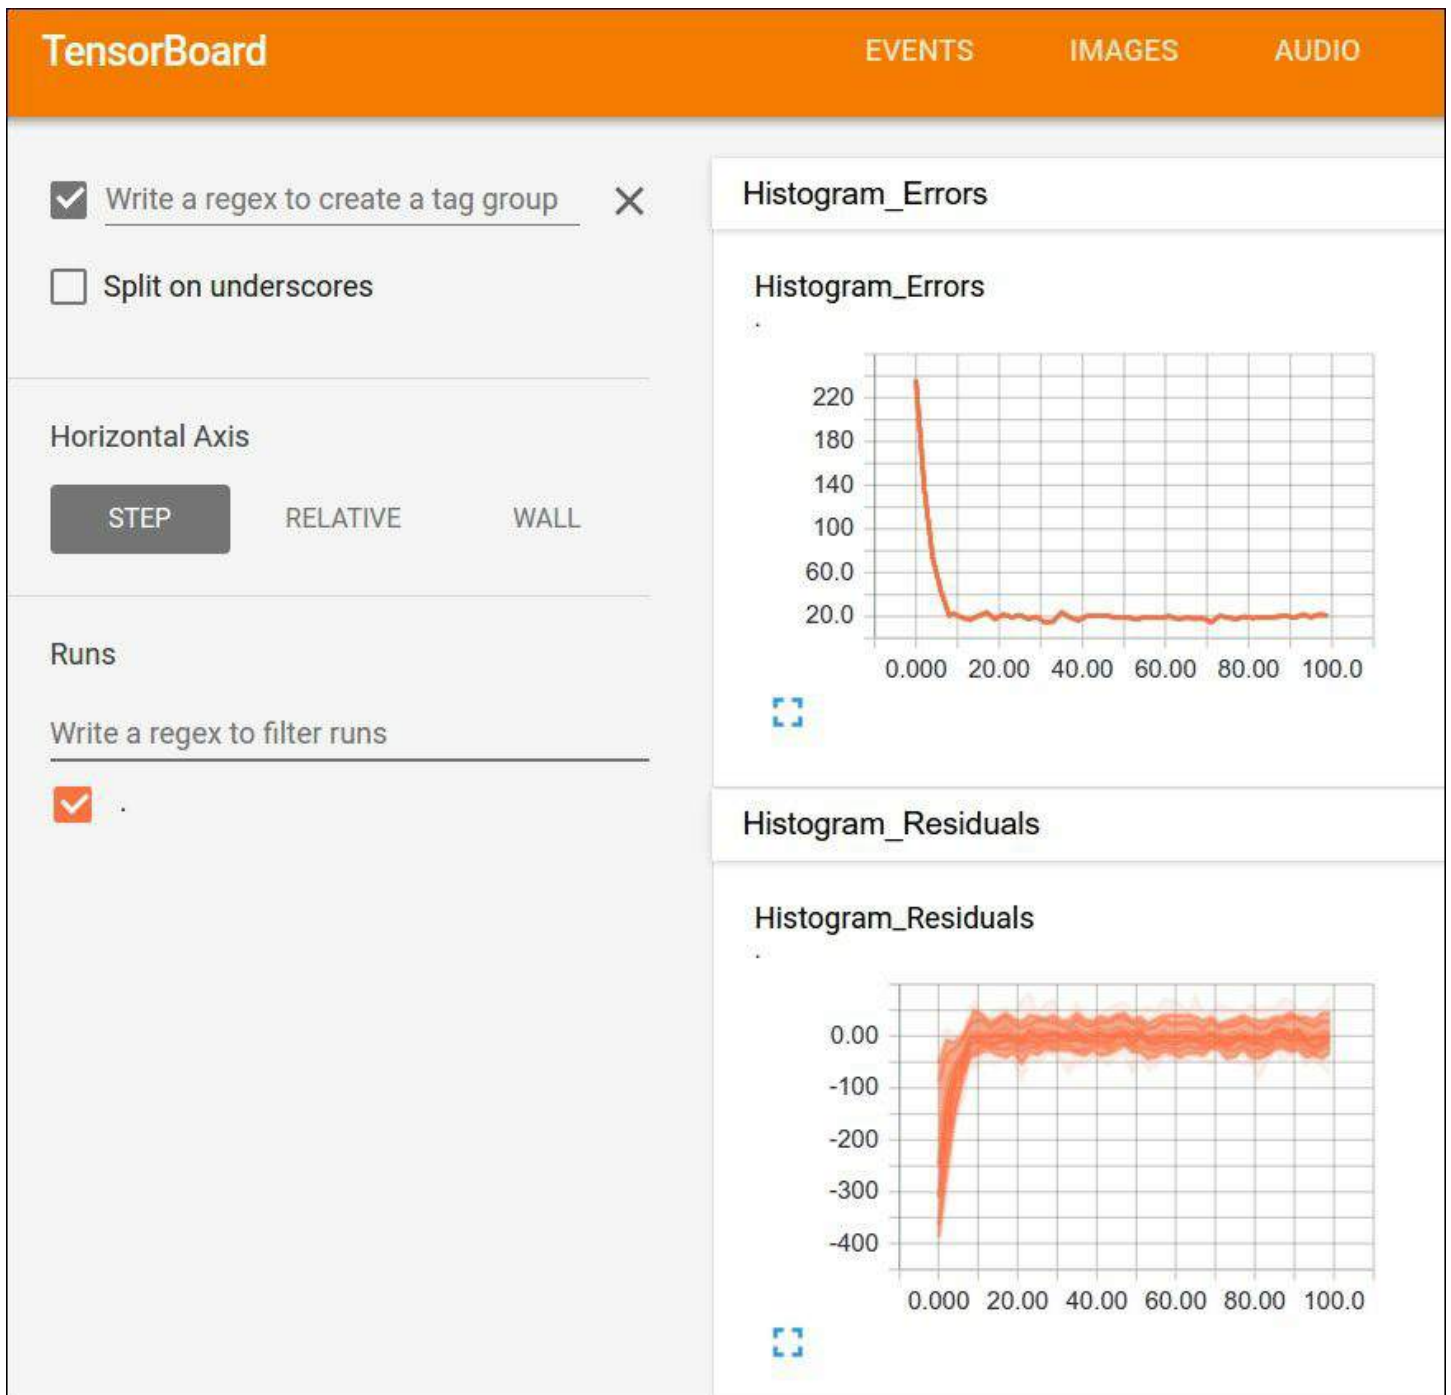 TensorBoard EVENTS IMAGES AUDIO
Write a regex to create a tag group
Split on underscores
Horizontal Axis
STEP RELATIVE WALL
Runs
Write a regex to filter runs
.
Histogram_Errors
Histogram_Errors
.
220
180
140
100
60.0
20.0
0.000 20.00 40.00 60.00 80.00 100.0
Histogram_Residuals
Histogram_Residuals
.
0.00
-100
-200
-300
-400
0.000 20.00 40.00 60.00 80.00 100.0